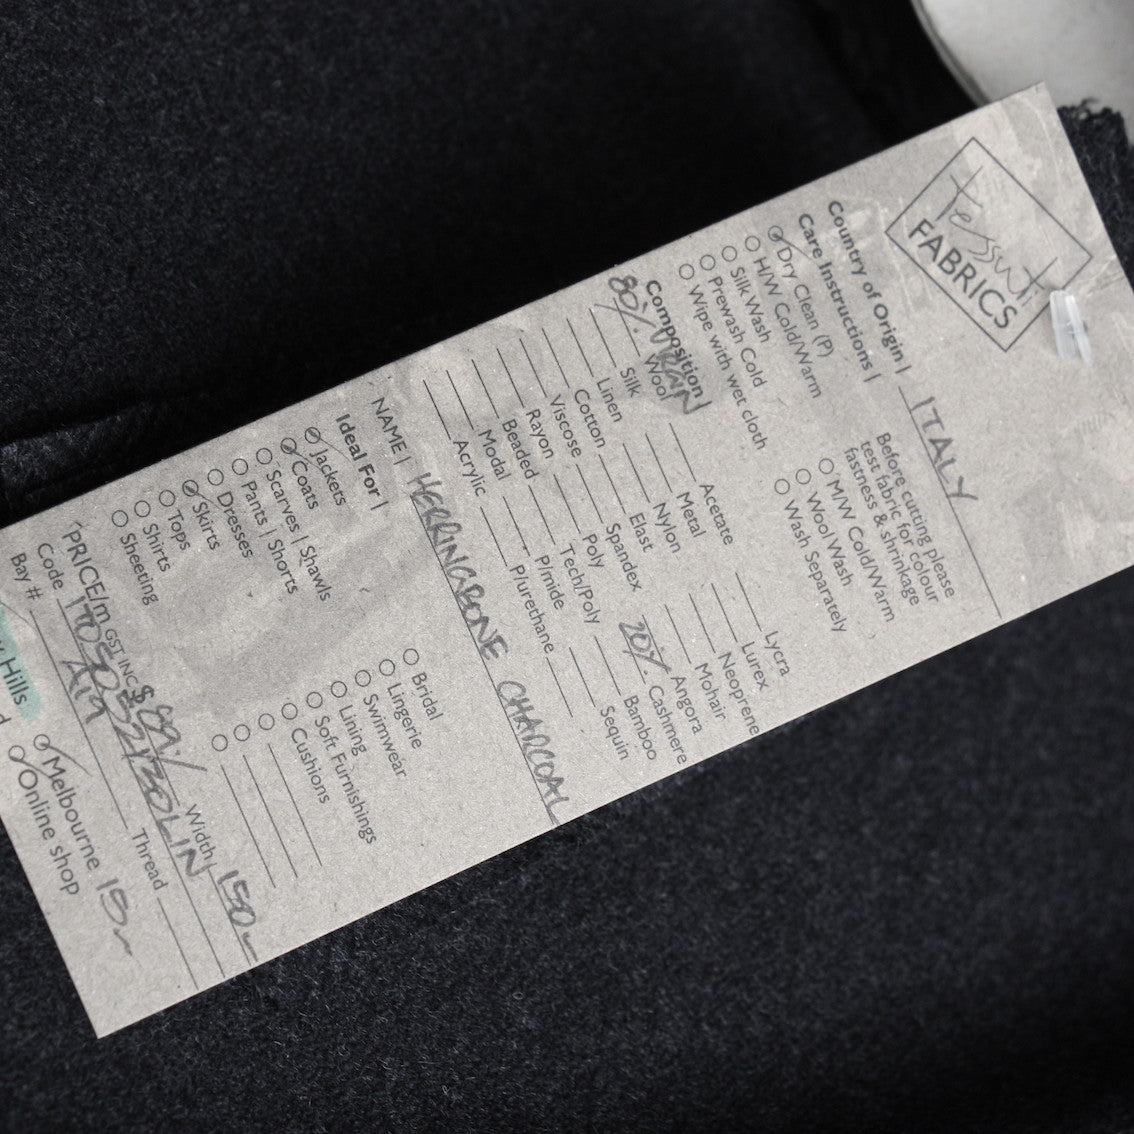 Tessuti
FABRICS
Country of Origin | ITALY
Care Instructions |
Dry Clean (P)
H/W Cold/Warm
Silk Wash
Prewash Cold
Wipe with wet cloth
Before cutting please
test fabric for colour
fastness & shrinkage
M/W Cold/Warm
Wool Wash
Wash Separately
Composition |
80% Wool
Silk
Linen
Cotton
Viscose
Rayon
Beaded
Modal
Acrylic
Acetate
Metal
Nylon
Elast
Spandex
Poly
Tech/Poly
P/mide
P/urethane
Lycra
Lurex
Neoprene
Mohair
Angora
20% Cashmere
Bamboo
Sequin
NAME | HERRINGBONE CHARCOAL
Ideal For |
Jackets
Coats
Scarves | Shawls
Pants | Shorts
Dresses
Skirts
Tops
Shirts
Sheeting
Bridal
Lingerie
Swimwear
Lining
Soft Furnishings
Cushions
PRICE/m GST INC $ 89/ Width 150
Code
Bay # A19 Thread
Hills
Melbourne 15m
Online shop